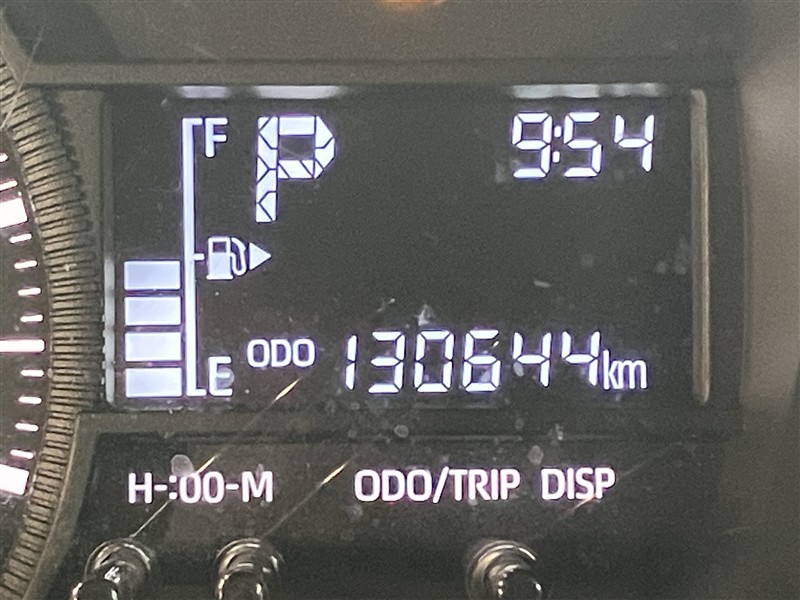 F P 9:54
E ODO 130644km
H-:00-M ODO/TRIP DISP